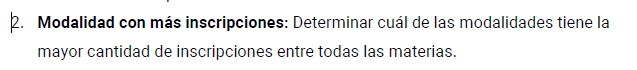 2. Modalidad con más inscripciones: Determinar cuál de las modalidades tiene la
mayor cantidad de inscripciones entre todas las materias.